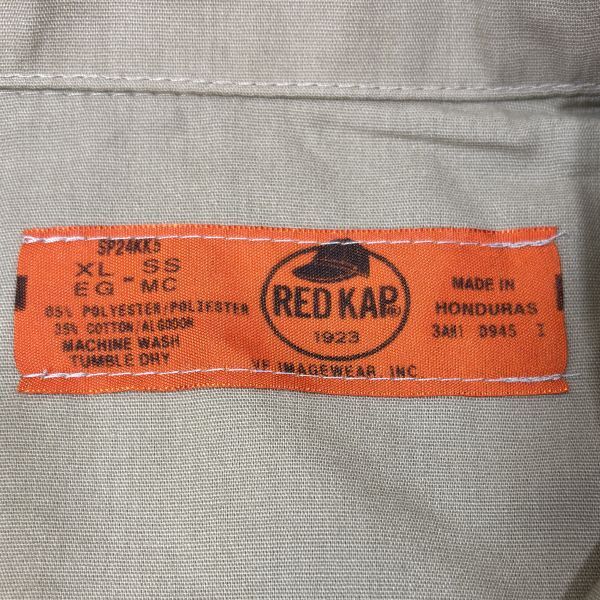 SP24KK5
XL - SS
EG MC
65% POLYESTER/POLIESTER
35% COTTON/ALGODON
MACHINE WASH
TUMBLE DRY
RED KAP®
1923
VF IMAGEWEAR, INC
MADE IN
HONDURAS
3AH1 0945 I